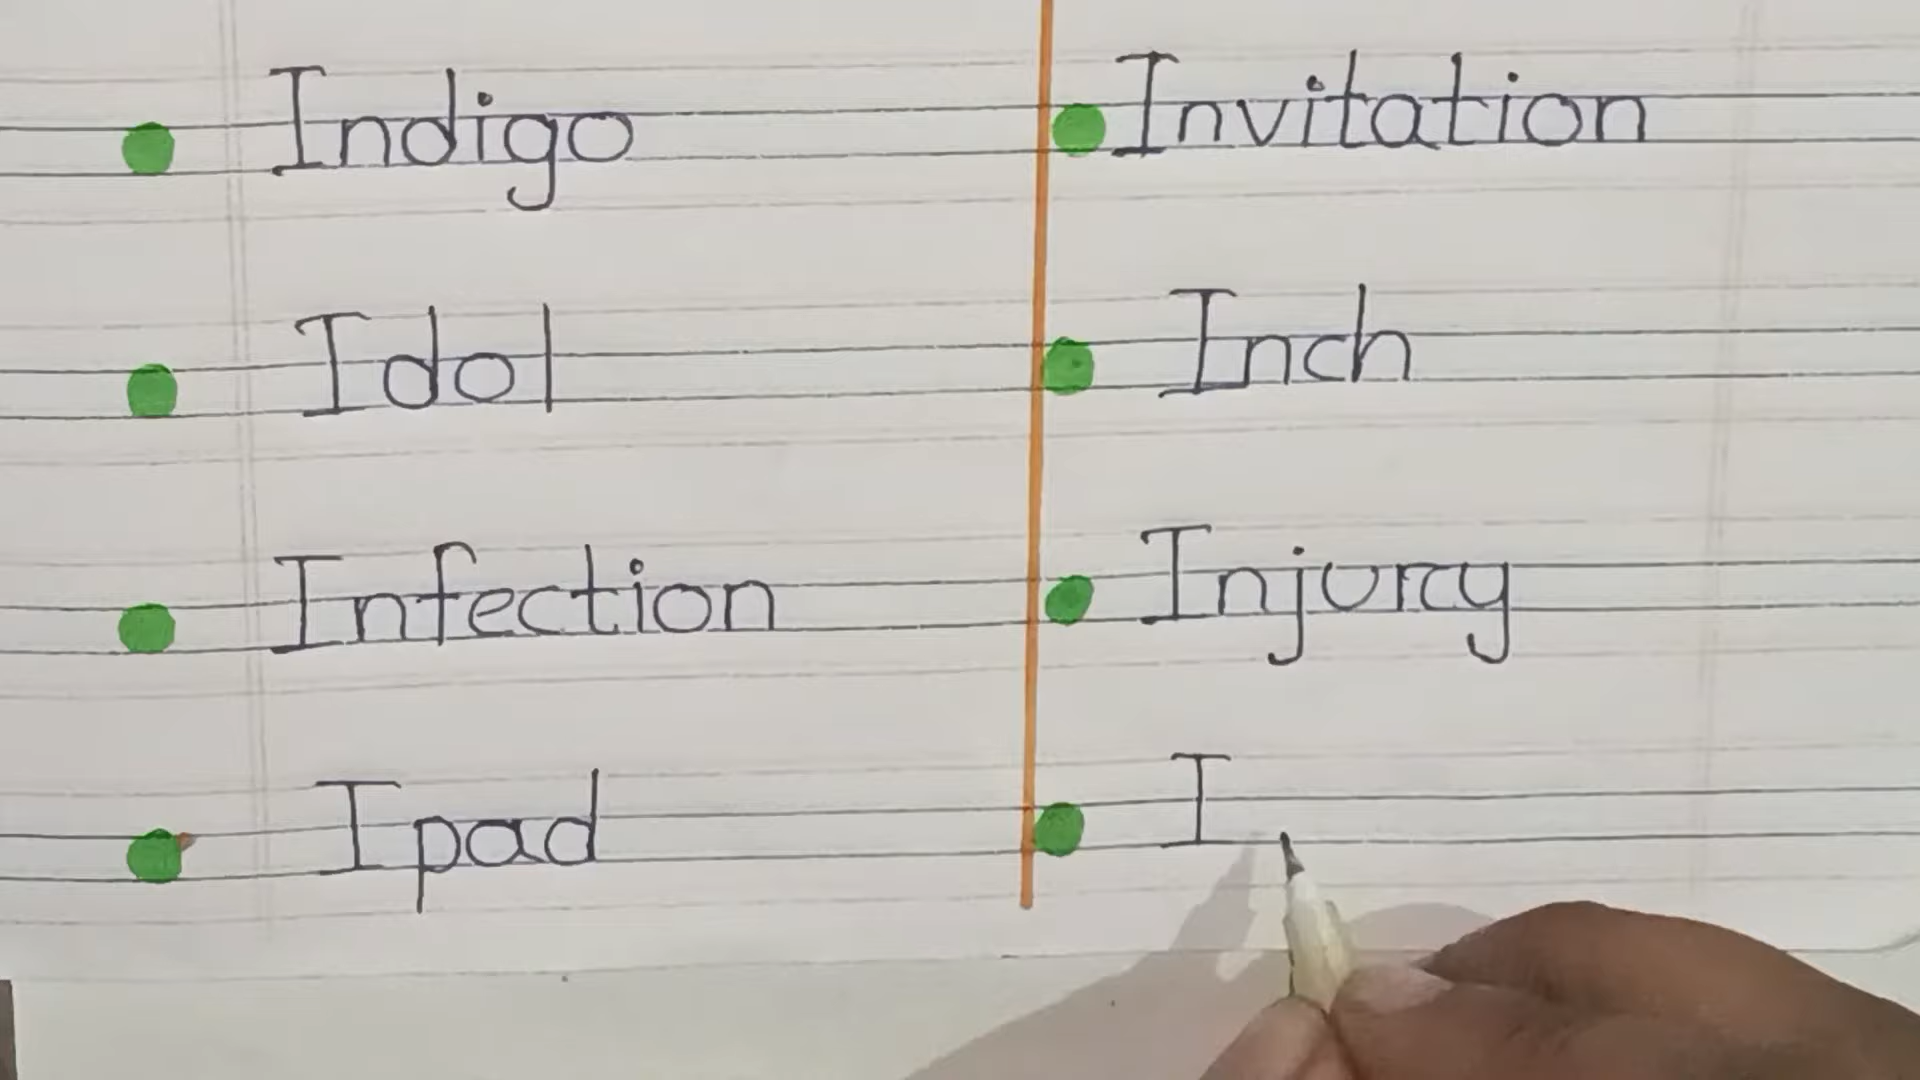 Indigo
Idol
Infection
Ipad
Invitation
Inch
Injury
I